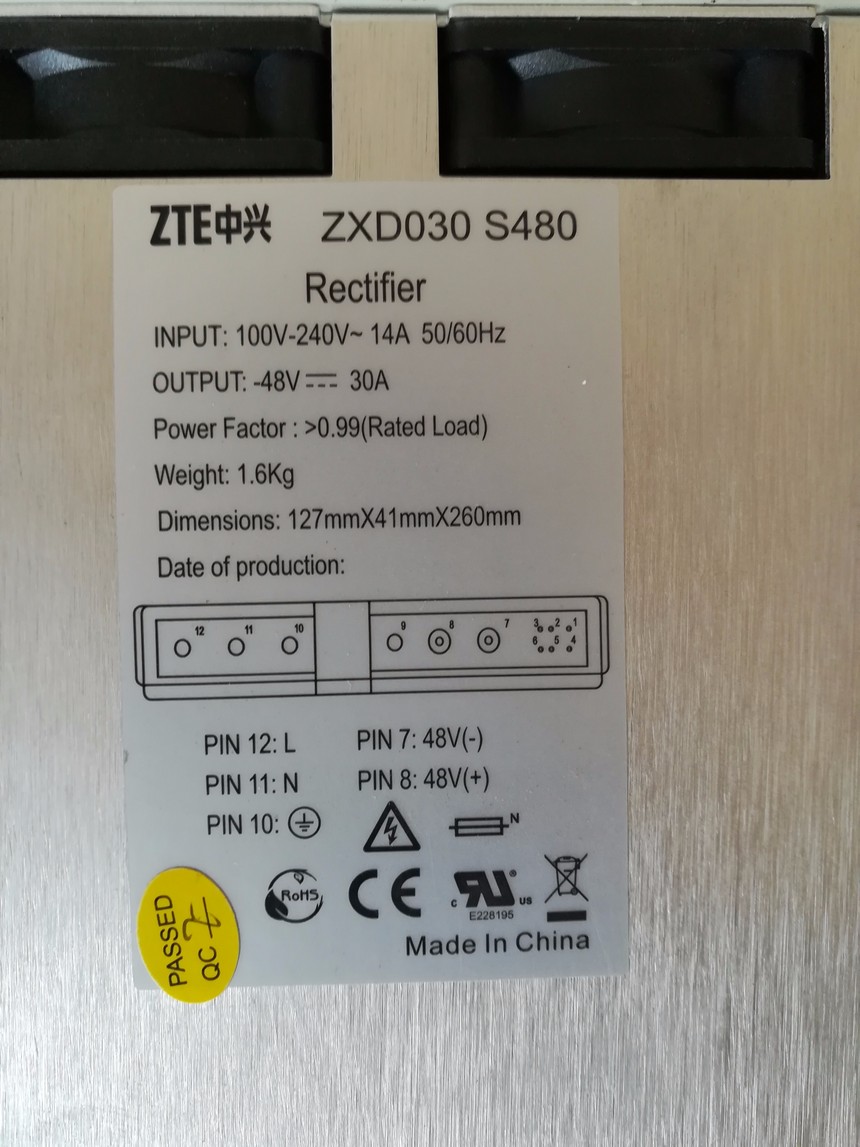 ZTE中兴 ZXD030 S480
Rectifier
INPUT: 100V-240V~ 14A 50/60Hz
OUTPUT: -48V⎓ 30A
Power Factor : >0.99(Rated Load)
Weight: 1.6Kg
Dimensions: 127mmX41mmX260mm
Date of production:
12 11 10 9 8 7 3 2 1
6 5 4
PIN 12: L PIN 7: 48V(-)
PIN 11: N PIN 8: 48V(+)
PIN 10:
N
RoHS CE c RU ® US
E228195
Made In China
PASSED
QC